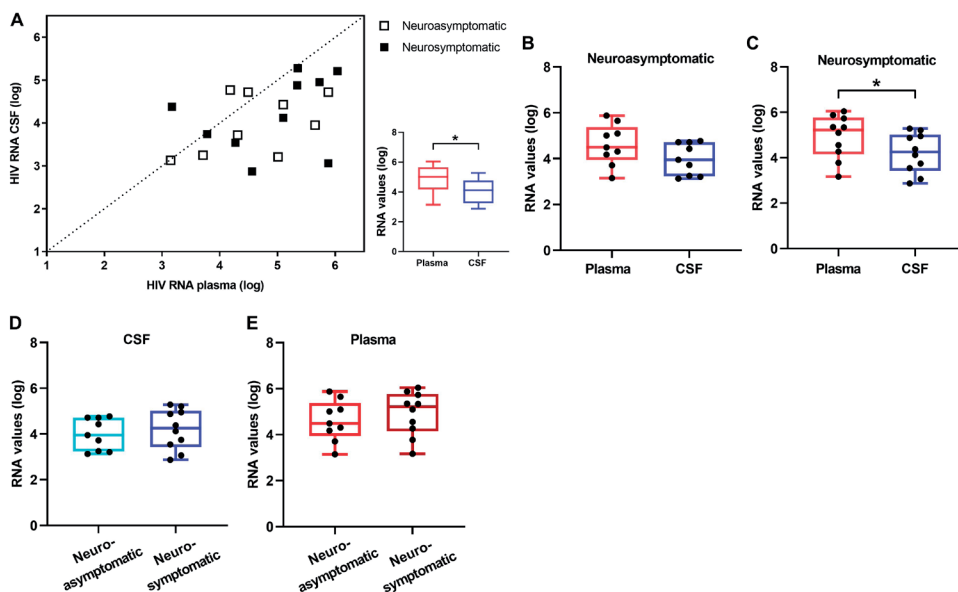 A
Neuroasymptomatic
Neurosymptomatic
HIV RNA CSF (log)
6
5
4
3
2
1
1 2 3 4 5 6
HIV RNA plasma (log)
RNA values (log)
8
6
4
2
0
*
Plasma CSF
B
Neuroasymptomatic
RNA values (log)
8
6
4
2
0
Plasma CSF
C
Neurosymptomatic
RNA values (log)
8
6
4
2
0
*
Plasma CSF
D
CSF
RNA values (log)
8
6
4
2
0
Neuro-
asymptomatic
Neuro-
symptomatic
E
Plasma
RNA values (log)
8
6
4
2
0
Neuro-
asymptomatic
Neuro-
symptomatic